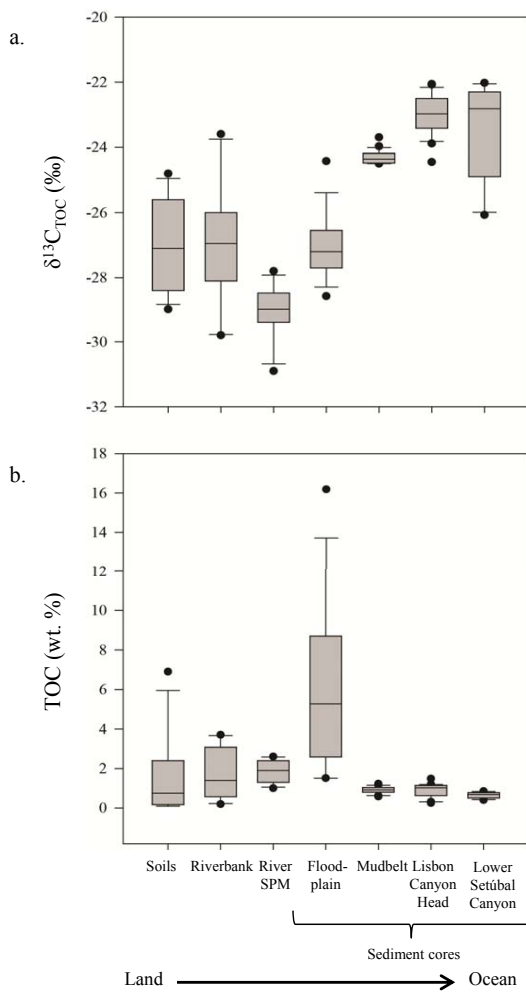 a.
δ¹³C_TOC (‰)
-20
-22
-24
-26
-28
-30
-32
b.
TOC (wt. %)
18
16
14
12
10
8
6
4
2
0
Soils
Riverbank
River
SPM
Flood-
plain
Mudbelt
Lisbon
Canyon
Head
Lower
Setúbal
Canyon
Sediment cores
Land
Ocean